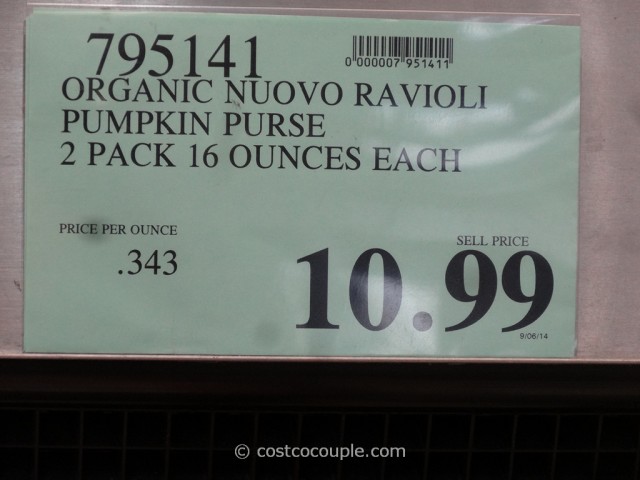 795141
0 000007 951411
ORGANIC NUOVO RAVIOLI
PUMPKIN PURSE
2 PACK 16 OUNCES EACH
PRICE PER OUNCE
.343
SELL PRICE
10.99
9/06/14
© costcocouple.com